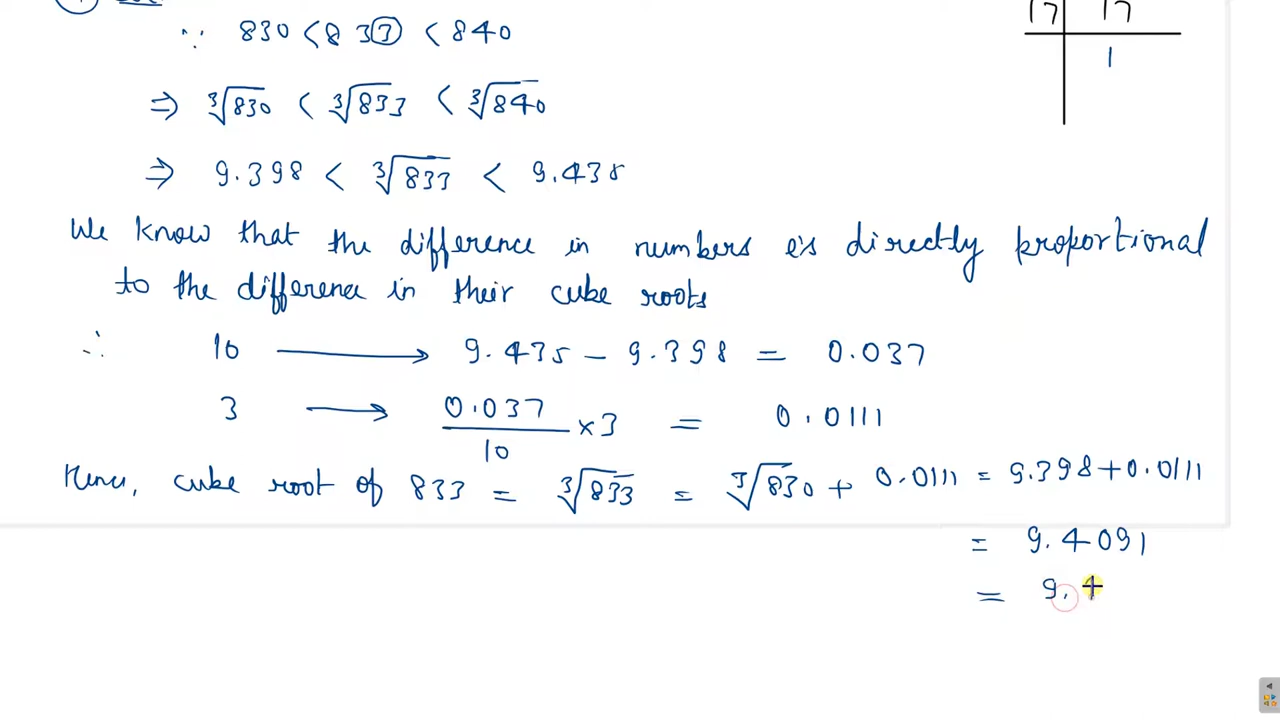 17 17
∵ 830 < 833 < 840
1
⇒ ∛830 < ∛833 < ∛840
⇒ 9.398 < ∛833 < 9.435
We know that the difference in numbers is directly proportional
to the difference in their cube roots
∴ 10 ⟶ 9.435 - 9.398 = 0.037
3 ⟶ 0.037/10 × 3 = 0.0111
Hence, cube root of 833 = ∛833 = ∛830 + 0.0111 = 9.398 + 0.0111
= 9.4091
= 9.4